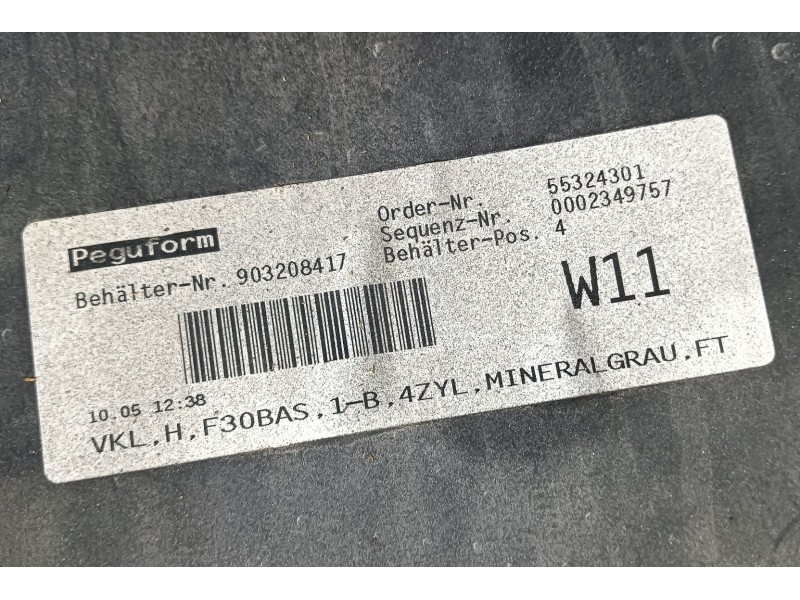 Peguform
Behälter-Nr. 903208417
Order-Nr. 55324301
Sequenz-Nr. 0002349757
Behälter-Pos. 4
W11
10.05 12:38
VKL,H,F30BAS,1-B,4ZYL,MINERALGRAU,FT